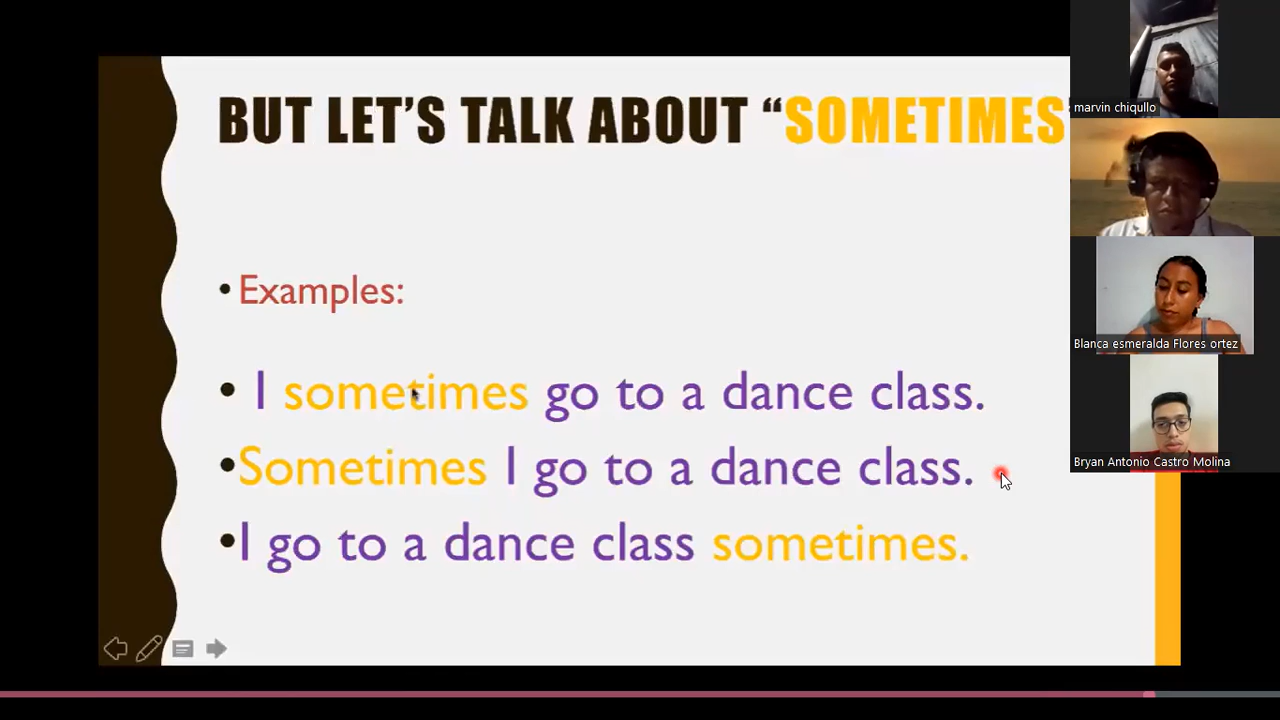 BUT LET'S TALK ABOUT “SOMETIMES
• Examples:
• I sometimes go to a dance class.
•Sometimes I go to a dance class.
•I go to a dance class sometimes.
marvin chiqullo
Blanca esmeralda Flores ortez
Bryan Antonio Castro Molina